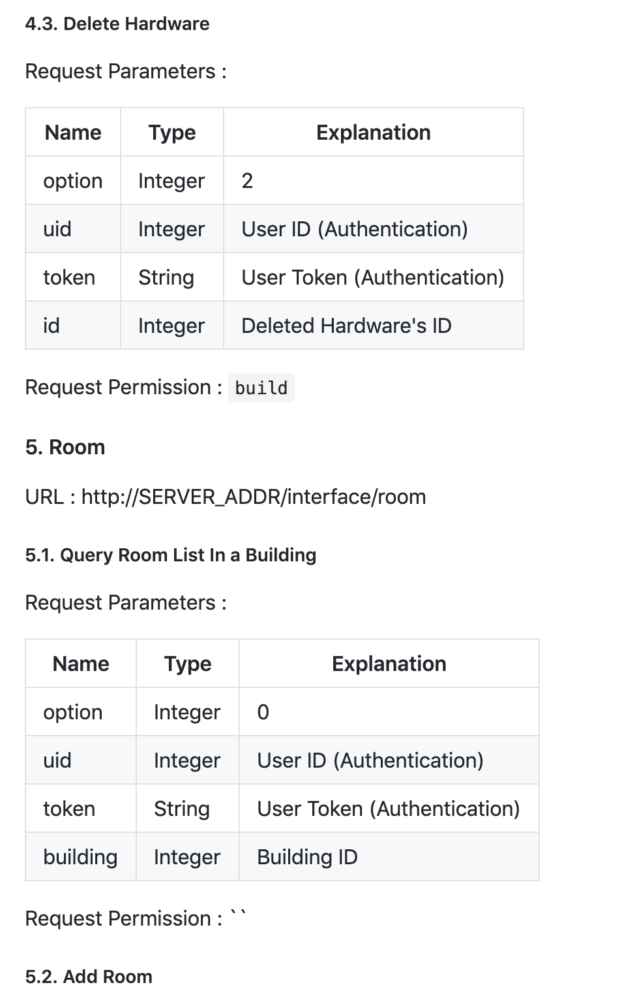 4.3. Delete Hardware
Request Parameters :
Name Type Explanation
option Integer 2
uid Integer User ID (Authentication)
token String User Token (Authentication)
id Integer Deleted Hardware's ID
Request Permission : build
5. Room
URL : http://SERVER_ADDR/interface/room
5.1. Query Room List In a Building
Request Parameters :
Name Type Explanation
option Integer 0
uid Integer User ID (Authentication)
token String User Token (Authentication)
building Integer Building ID
Request Permission : ``
5.2. Add Room